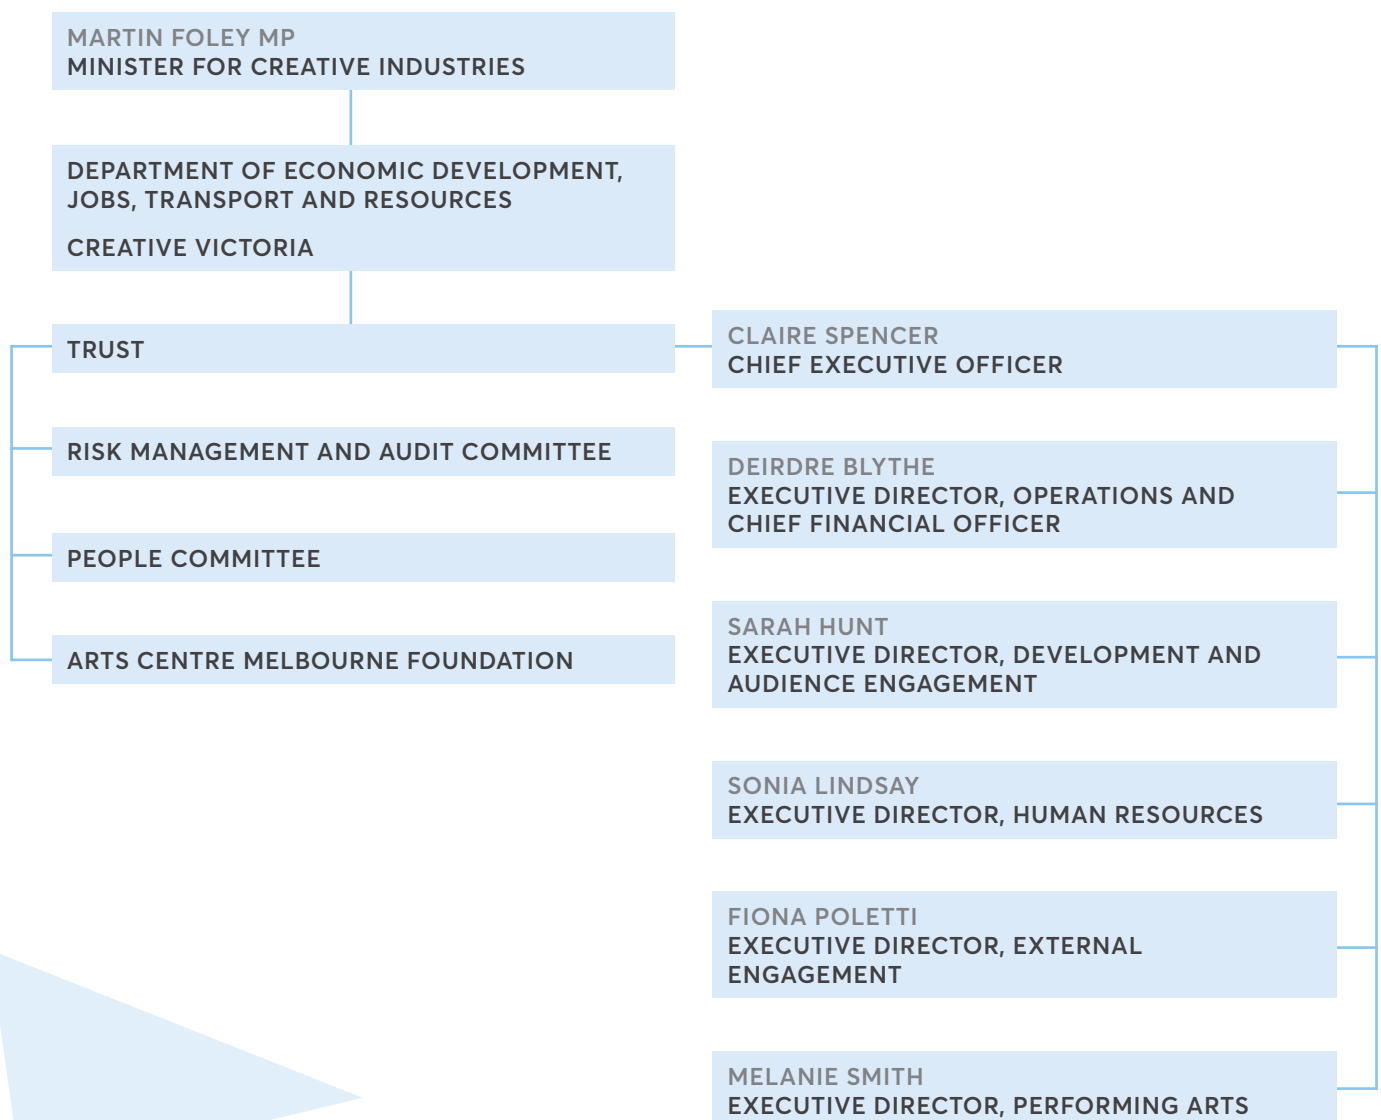 MARTIN FOLEY MP
MINISTER FOR CREATIVE INDUSTRIES
DEPARTMENT OF ECONOMIC DEVELOPMENT,
JOBS, TRANSPORT AND RESOURCES
CREATIVE VICTORIA
TRUST
RISK MANAGEMENT AND AUDIT COMMITTEE
PEOPLE COMMITTEE
ARTS CENTRE MELBOURNE FOUNDATION
CLAIRE SPENCER
CHIEF EXECUTIVE OFFICER
DEIRDRE BLYTHE
EXECUTIVE DIRECTOR, OPERATIONS AND
CHIEF FINANCIAL OFFICER
SARAH HUNT
EXECUTIVE DIRECTOR, DEVELOPMENT AND
AUDIENCE ENGAGEMENT
SONIA LINDSAY
EXECUTIVE DIRECTOR, HUMAN RESOURCES
FIONA POLETTI
EXECUTIVE DIRECTOR, EXTERNAL
ENGAGEMENT
MELANIE SMITH
EXECUTIVE DIRECTOR, PERFORMING ARTS